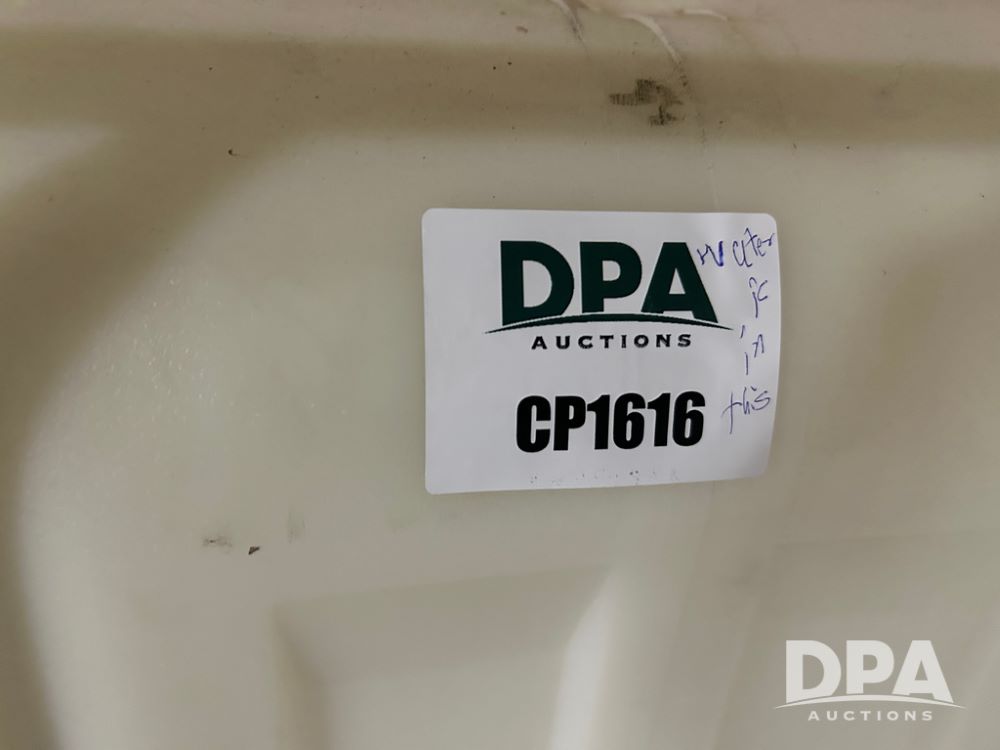 DPA
AUCTIONS
CP1616
water
is
in
this
DPA
AUCTIONS